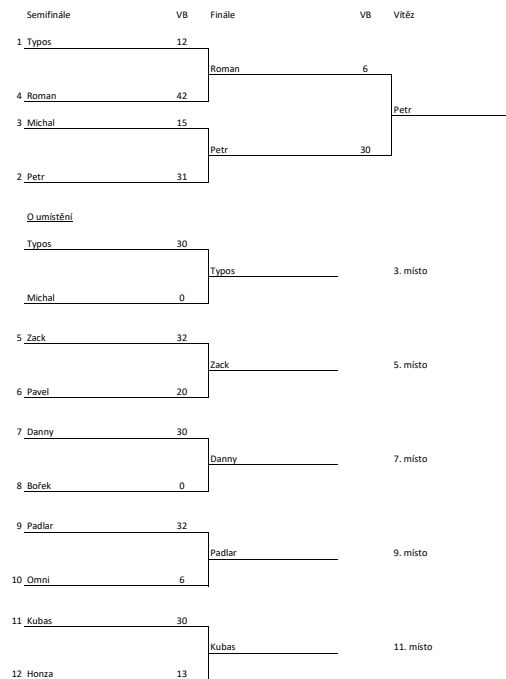 Semifinále VB Finále VB Vítěz
1 Typos 12
Roman 6
4 Roman 42
Petr
3 Michal 15
Petr 30
2 Petr 31
O umístění
Typos 30
Typos 3. místo
Michal 0
5 Zack 32
Zack 5. místo
6 Pavel 20
7 Danny 30
Danny 7. místo
8 Bořek 0
9 Padlar 32
Padlar 9. místo
10 Omni 6
11 Kubas 30
Kubas 11. místo
12 Honza 13